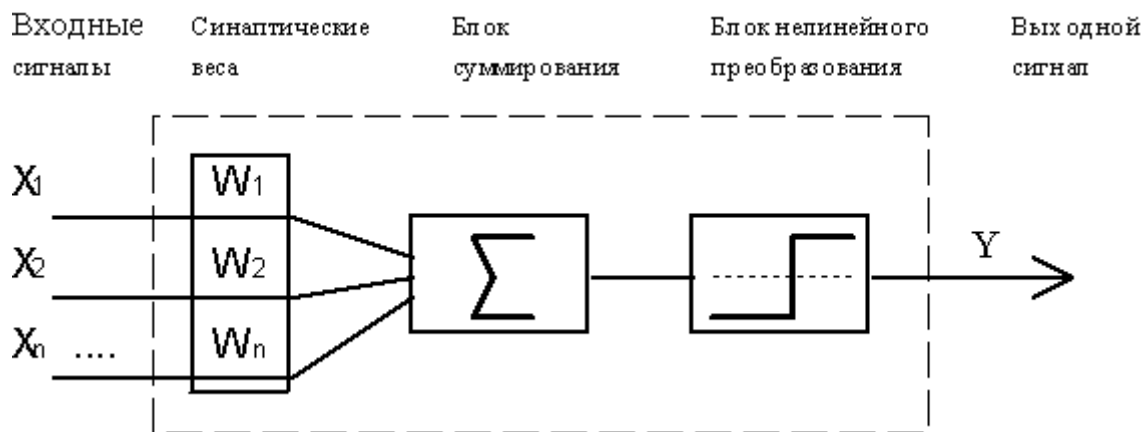 Входные сигналы
Синаптические веса
Блок суммирования
Блок нелинейного преобразования
Выходной сигнал
X1
W1
X2
W2
Xn ....
Wn
Σ
Y